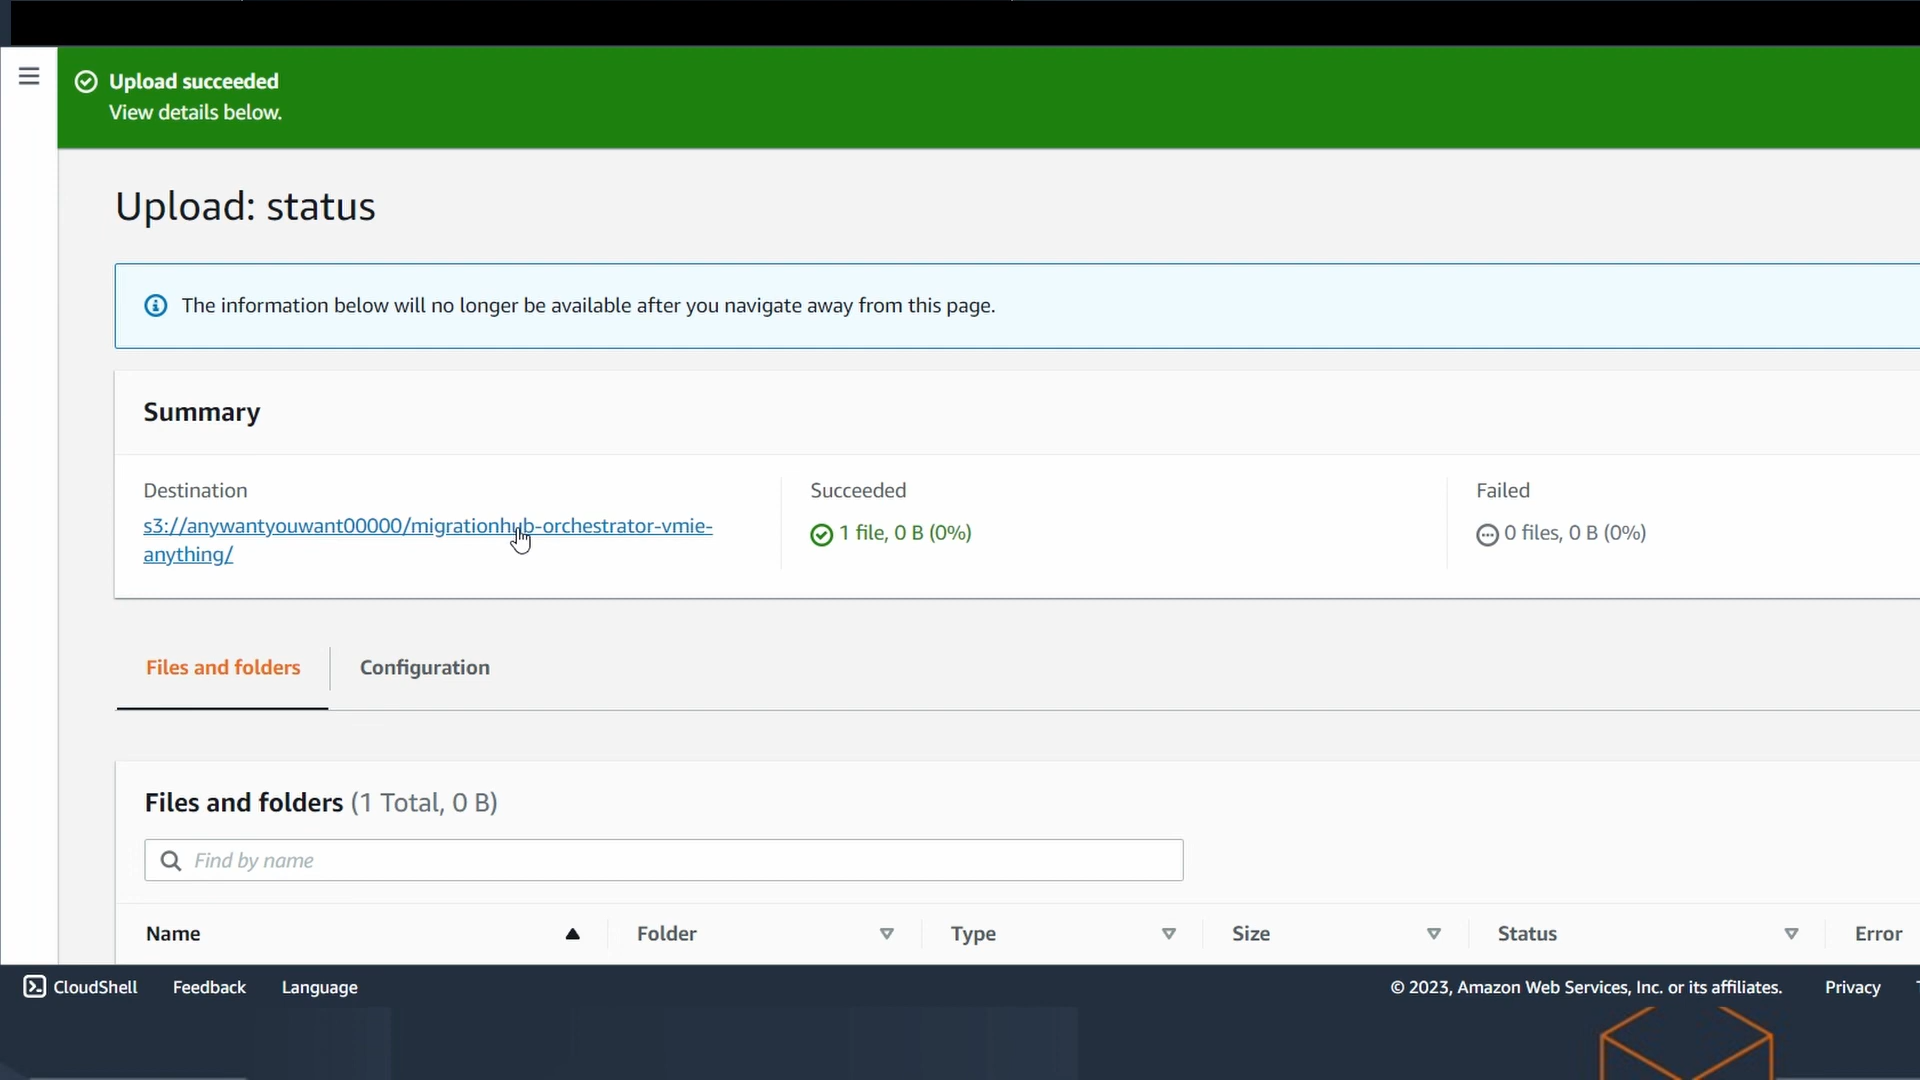 Upload succeeded
View details below.
Upload: status
The information below will no longer be available after you navigate away from this page.
Summary
Destination
s3://anywantyouwant00000/migrationhub-orchestrator-vmie-
anything/
Succeeded
1 file, 0 B (0%)
Failed
0 files, 0 B (0%)
Files and folders
Configuration
Files and folders (1 Total, 0 B)
Find by name
Name Folder Type Size Status Error
CloudShell Feedback Language © 2023, Amazon Web Services, Inc. or its affiliates. Privacy